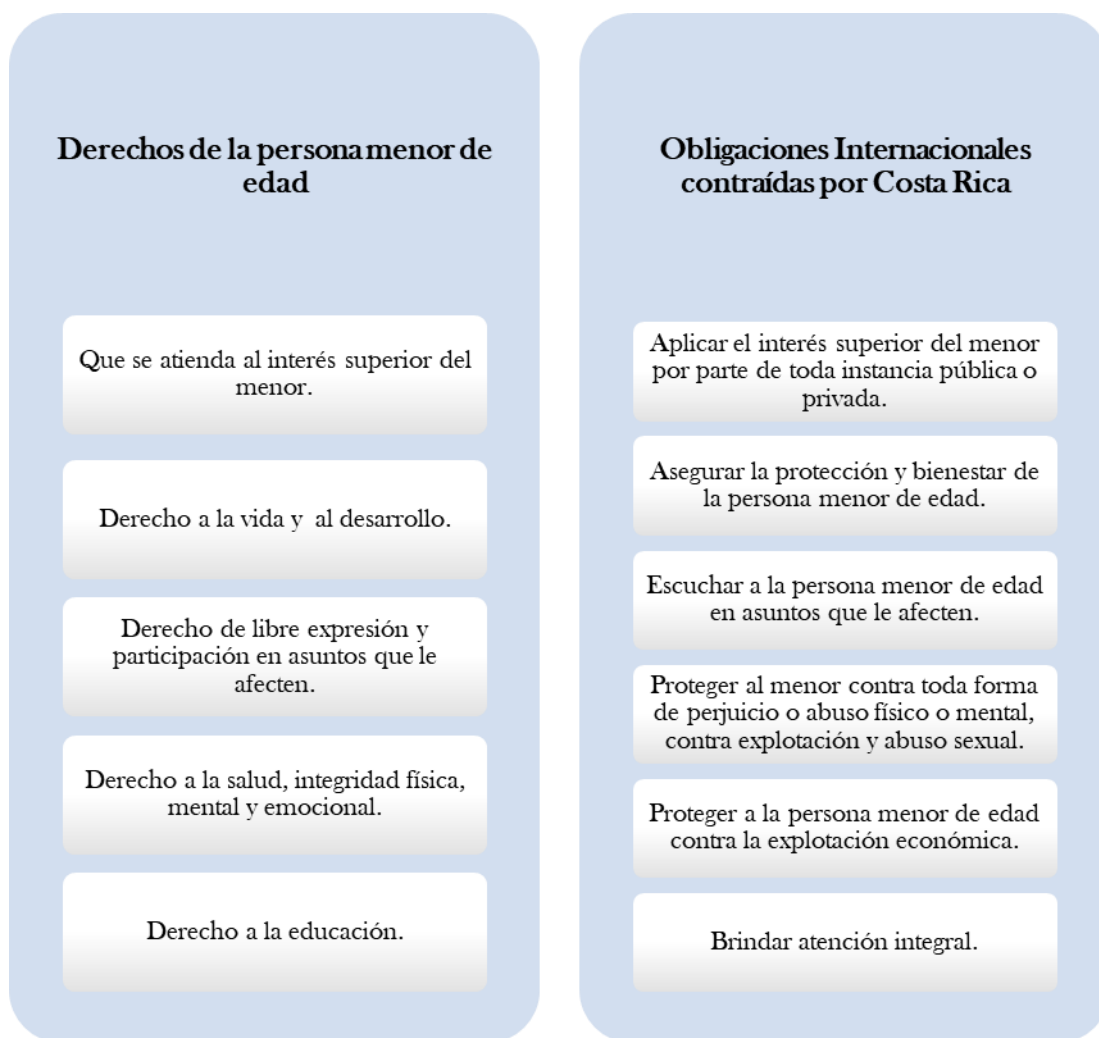 Derechos de la persona menor de
edad
Que se atienda al interés superior del
menor.
Derecho a la vida y al desarrollo.
Derecho de libre expresión y
participación en asuntos que le
afecten.
Derecho a la salud, integridad física,
mental y emocional.
Derecho a la educación.
Obligaciones Internacionales
contraídas por Costa Rica
Aplicar el interés superior del menor
por parte de toda instancia pública o
privada.
Asegurar la protección y bienestar de
la persona menor de edad.
Escuchar a la persona menor de edad
en asuntos que le afecten.
Proteger al menor contra toda forma
de perjuicio o abuso físico o mental,
contra explotación y abuso sexual.
Proteger a la persona menor de edad
contra la explotación económica.
Brindar atención integral.